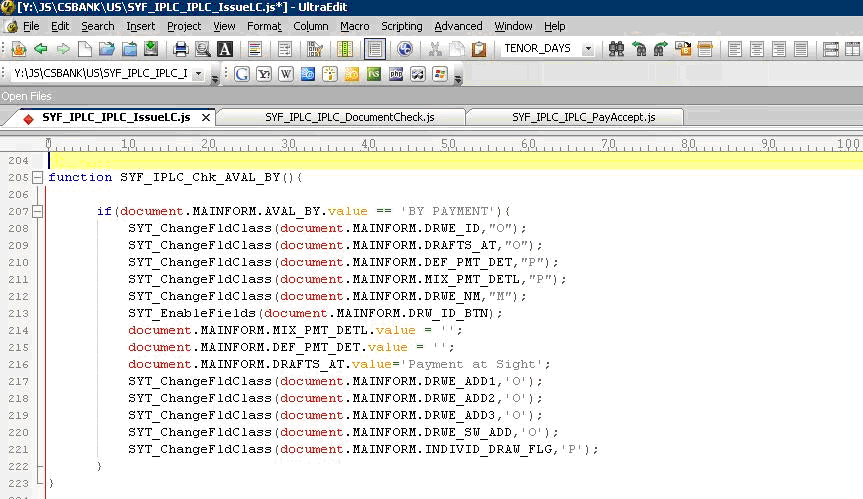 [Y:\JS\CSBANK\US\SYF_IPLC_IPLC_IssueLC.js*] - UltraEdit
File Edit Search Insert Project View Format Column Macro Scripting Advanced Window Help
TENOR_DAYS
Y:\JS\CSBANK\US\SYF_IPLC_IPLC_I
Open Files
SYF_IPLC_IPLC_IssueLC.js SYF_IPLC_IPLC_DocumentCheck.js SYF_IPLC_IPLC_PayAccept.js
0 10 20 30 40 50 60 70 80 90 100
204
205 function SYF_IPLC_Chk_AVAL_BY(){
206
207 if(document.MAINFORM.AVAL_BY.value == 'BY PAYMENT'){
208 SYT_ChangeFldClass(document.MAINFORM.DRWE_ID,"O");
209 SYT_ChangeFldClass(document.MAINFORM.DRAFTS_AT,"O");
210 SYT_ChangeFldClass(document.MAINFORM.DEF_PMT_DET,"P");
211 SYT_ChangeFldClass(document.MAINFORM.MIX_PMT_DETL,"P");
212 SYT_ChangeFldClass(document.MAINFORM.DRWE_NM,"M");
213 SYT_EnableFields(document.MAINFORM.DRW_ID_BTN);
214 document.MAINFORM.MIX_PMT_DETL.value = '';
215 document.MAINFORM.DEF_PMT_DET.value = '';
216 document.MAINFORM.DRAFTS_AT.value='Payment at Sight';
217 SYT_ChangeFldClass(document.MAINFORM.DRWE_ADD1,'O');
218 SYT_ChangeFldClass(document.MAINFORM.DRWE_ADD2,'O');
219 SYT_ChangeFldClass(document.MAINFORM.DRWE_ADD3,'O');
220 SYT_ChangeFldClass(document.MAINFORM.DRWE_SW_ADD,'O');
221 SYT_ChangeFldClass(document.MAINFORM.INDIVID_DRAW_FLG,'P');
222 }
223 }